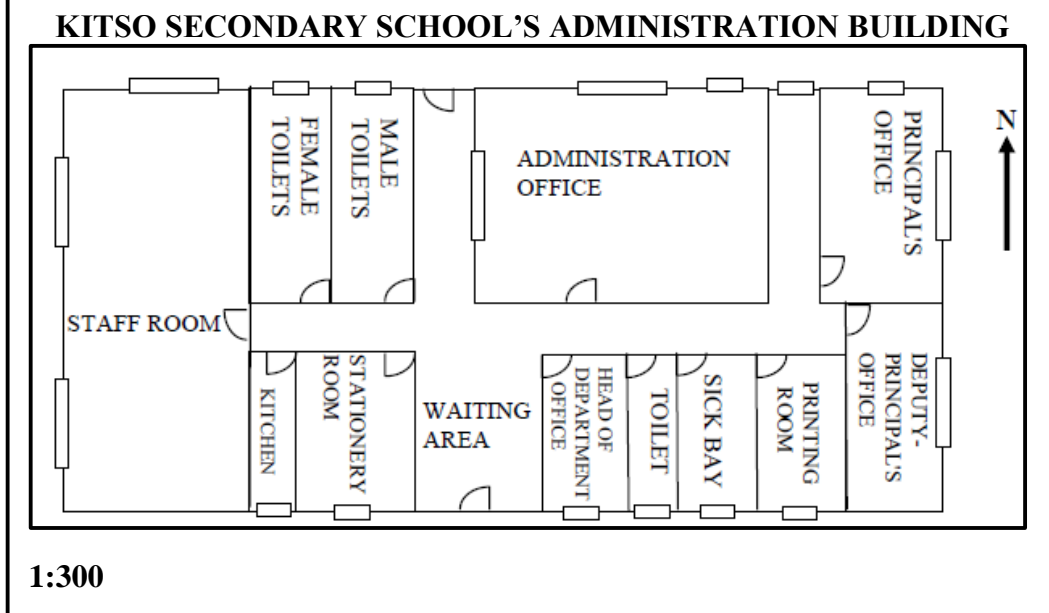 KITSO SECONDARY SCHOOL'S ADMINISTRATION BUILDING
N
FEMALE
TOILETS
MALE
TOILETS
ADMINISTRATION
OFFICE
PRINCIPAL'S
OFFICE
STAFF ROOM
KITCHEN
STATIONERY
ROOM
WAITING
AREA
HEAD OF
DEPARTMENT
OFFICE
TOILET
SICK BAY
PRINTING
ROOM
DEPUTY-
PRINCIPAL'S
OFFICE
1:300